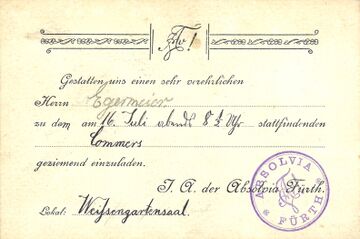 Gestatten uns einen sehr verehrlichen
Herrn Egermeier
zu dem am 16. Juli abends 8½ Uhr stattfindenden
Commers
geziemend einzuladen.
I. A. der Absolvia Fürth.
Lokal: Weißengartensaal.
ABSOLVIA
FÜRTH